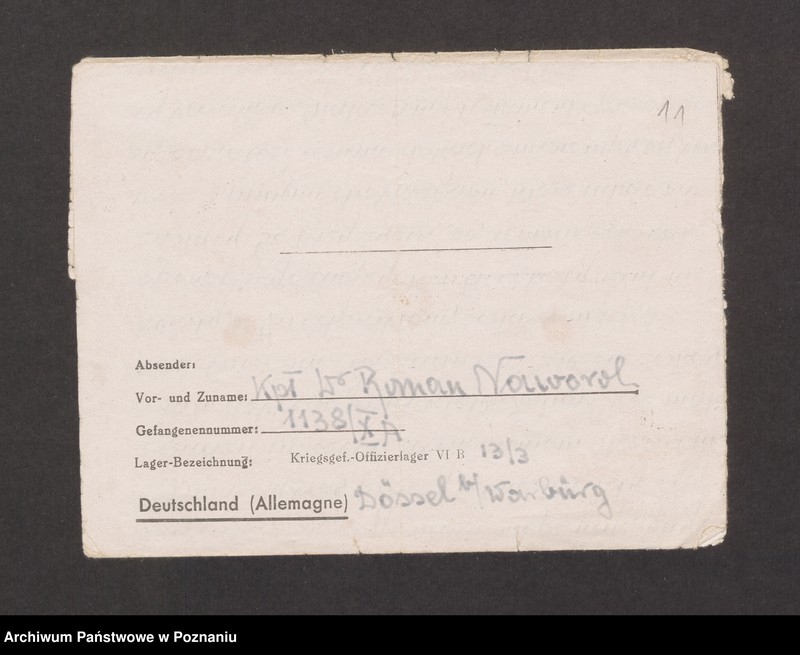 11
Absender:
Vor- und Zuname: Kpt Dr Roman Nawrol
Gefangenennummer: 1138/XA
Lager-Bezeichnung: Kriegsgef.-Offizierlager VI B 13/3
Deutschland (Allemagne) Dössel b/Warburg
Archiwum Państwowe w Poznaniu